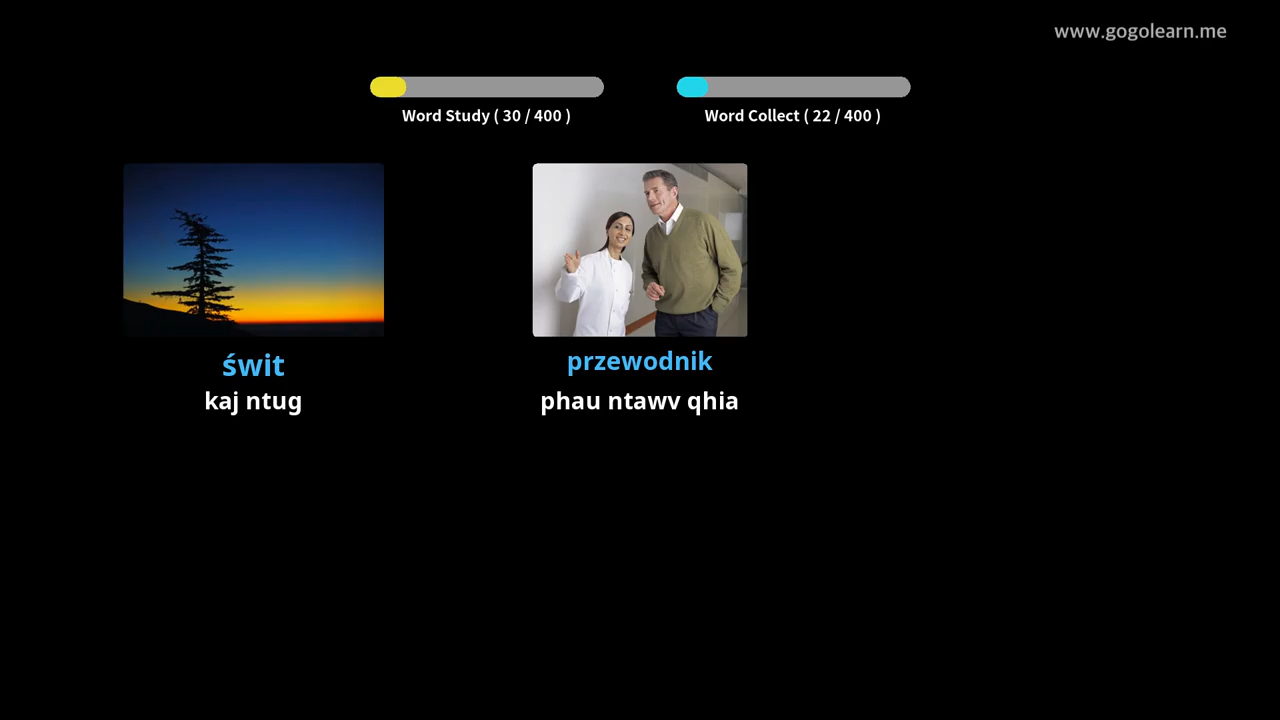 www.gogolearn.me
Word Study ( 30 / 400 )
Word Collect ( 22 / 400 )
świt
kaj ntug
przewodnik
phau ntawv qhia